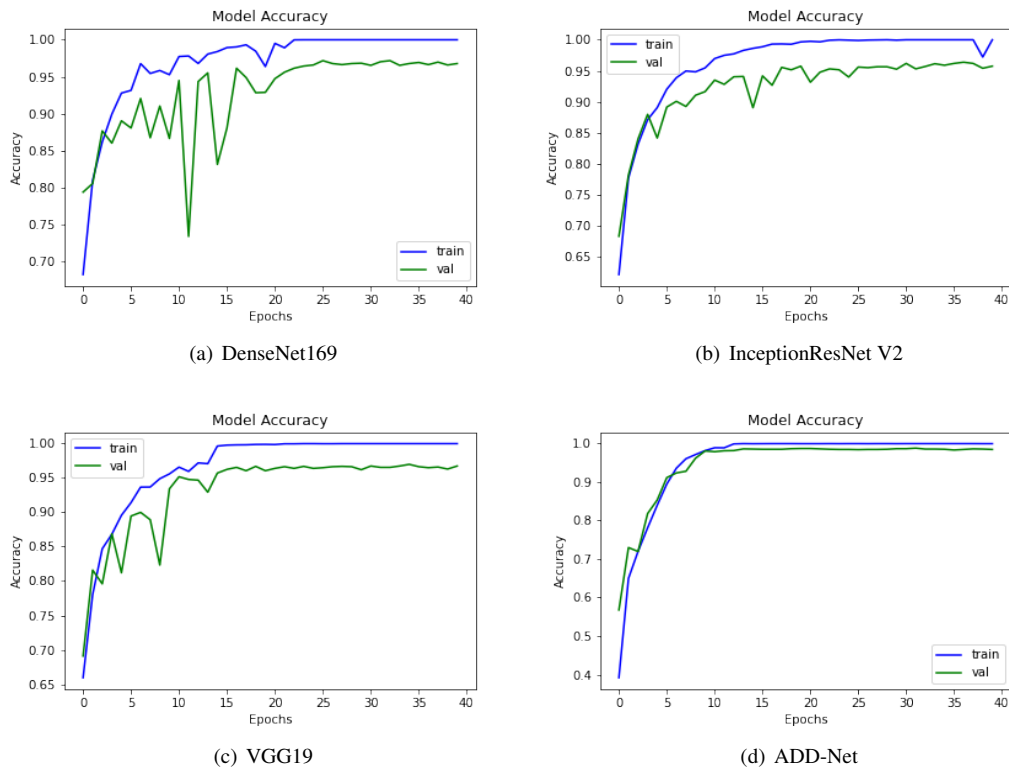 Model Accuracy
1.00
0.95
0.90
0.85
0.80
0.75
0.70
Accuracy
train
val
0 5 10 15 20 25 30 35 40
Epochs
(a) DenseNet169
Model Accuracy
1.00
0.95
0.90
0.85
0.80
0.75
0.70
0.65
Accuracy
train
val
0 5 10 15 20 25 30 35 40
Epochs
(b) InceptionResNet V2
Model Accuracy
1.00
0.95
0.90
0.85
0.80
0.75
0.70
0.65
Accuracy
train
val
0 5 10 15 20 25 30 35 40
Epochs
(c) VGG19
Model Accuracy
1.0
0.9
0.8
0.7
0.6
0.5
0.4
Accuracy
train
val
0 5 10 15 20 25 30 35 40
Epochs
(d) ADD-Net